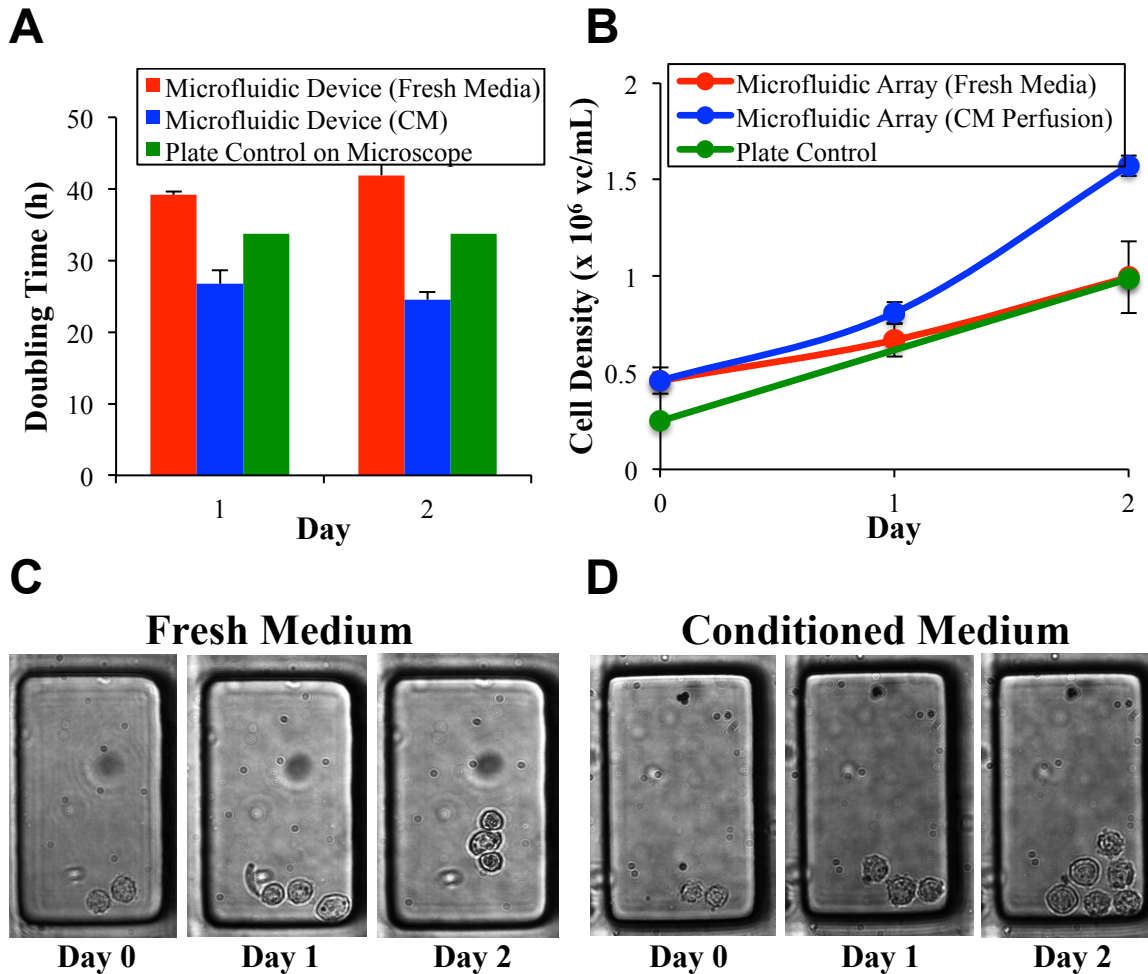 A
Microfluidic Device (Fresh Media)
Microfluidic Device (CM)
Plate Control on Microscope
Doubling Time (h)
50
40
30
20
10
0
1
2
Day
B
Microfluidic Array (Fresh Media)
Microfluidic Array (CM Perfusion)
Plate Control
Cell Density (x 10⁶ vc/mL)
2
1.5
1
0.5
0
0
1
2
Day
C
Fresh Medium
Day 0
Day 1
Day 2
D
Conditioned Medium
Day 0
Day 1
Day 2